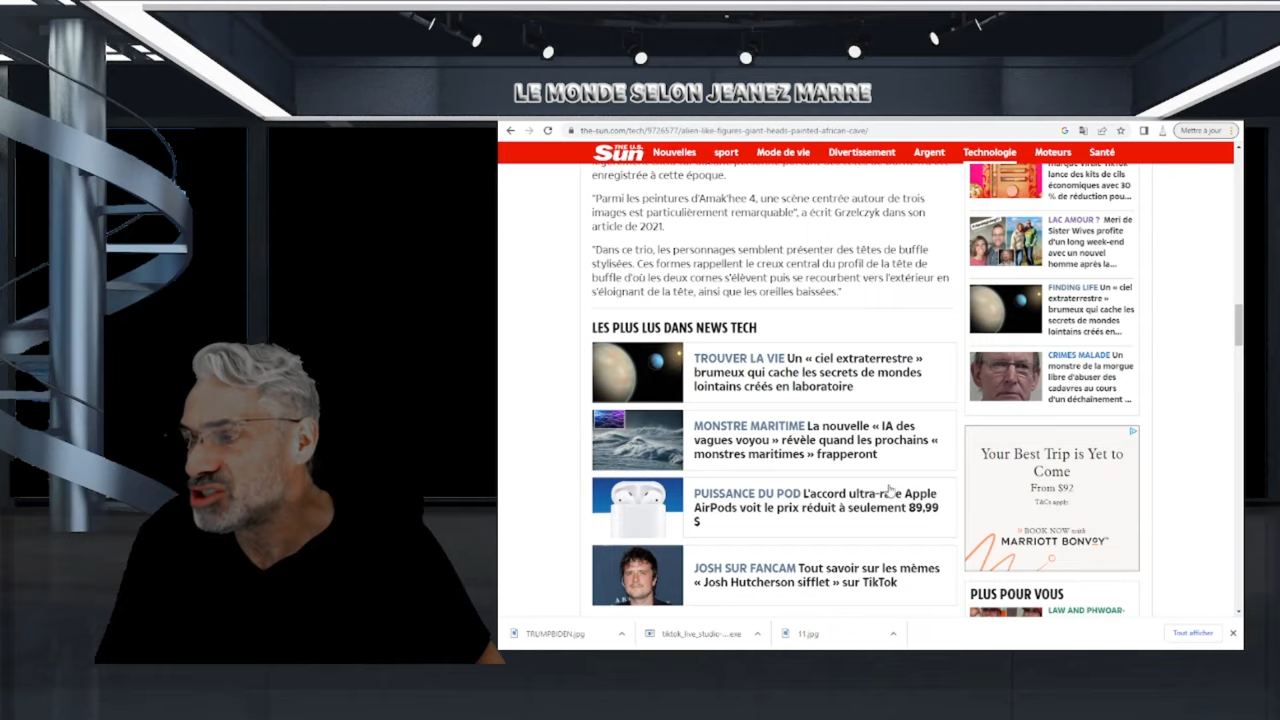 LE MONDE SELON JEANEZ MARRE
the-sun.com/tech/9726577/alien-like-figures-giant-heads-painted-african-cave/
Mettre à jour
THE U.S.
Sun
Nouvelles
sport
Mode de vie
Divertissement
Argent
Technologie
Moteurs
Santé
enregistrée à cette époque.
"Parmi les peintures d'Amak'hee 4, une scène centrée autour de trois
images est particulièrement remarquable", a écrit Grzelczyk dans son
article de 2021.
"Dans ce trio, les personnages semblent présenter des têtes de buffle
stylisées. Ces formes rappellent le creux central du profil de la tête de
buffle d'où les deux cornes s'élèvent puis se recourbent vers l'extérieur en
s'éloignant de la tête, ainsi que les oreilles baissées."
LES PLUS LUS DANS NEWS TECH
TROUVER LA VIE Un « ciel extraterrestre »
brumeux qui cache les secrets de mondes
lointains créés en laboratoire
MONSTRE MARITIME La nouvelle « IA des
vagues voyou » révèle quand les prochains «
monstres maritimes » frapperont
PUISSANCE DU POD L'accord ultra-rare Apple
AirPods voit le prix réduit à seulement 89.99
$
JOSH SUR FANCAM Tout savoir sur les mèmes
« Josh Hutcherson sifflet » sur TikTok
lance des kits de cils
économiques avec 30
% de réduction pou...
LAC AMOUR ? Meri de
Sister Wives profite
d'un long week-end
avec un nouvel
homme après la...
FINDING LIFE Un « ciel
extraterrestre »
brumeux qui cache les
secrets de mondes
lointains créés en...
CRIMES MALADE Un
monstre de la morgue
libre d'abuser des
cadavres au cours
d'un déchaînement ...
Your Best Trip is Yet to
Come
From $92
T&Cs apply.
BOOK NOW with
MARRIOTT BONVOY
PLUS POUR VOUS
LAW AND PHWOAR-
TRUMPBIDEN.jpg
tiktok_live_studio-....exe
11.jpg
Tout afficher